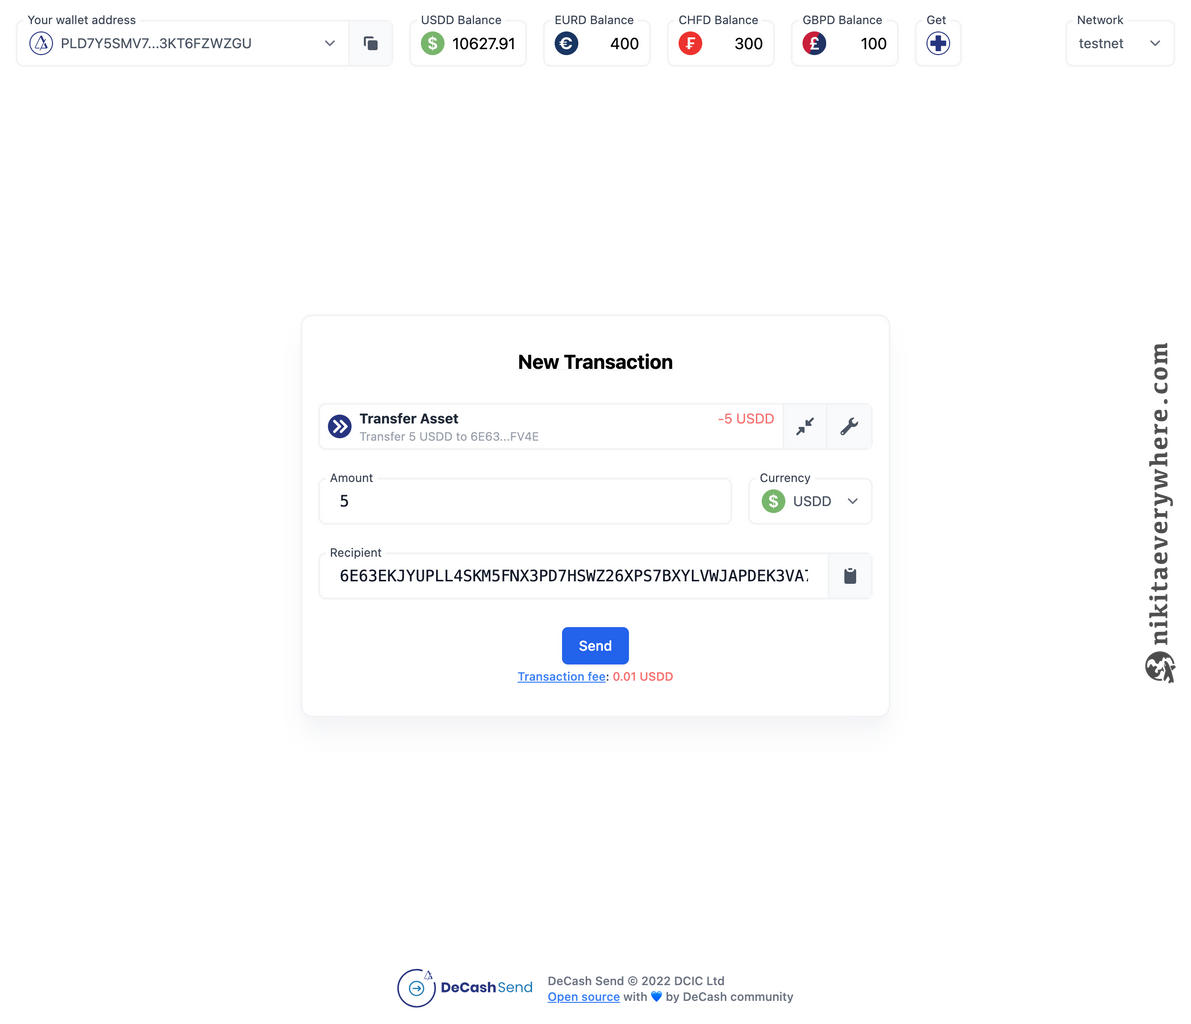 Your wallet address
PLD7Y5SMV7...3KT6FZWZGU
USDD Balance
$ 10627.91
EURD Balance
€ 400
CHFD Balance
₣ 300
GBPD Balance
£ 100
Get
Network
testnet
New Transaction
Transfer Asset
-5 USDD
Transfer 5 USDD to 6E63...FV4E
Amount
5
Currency
$ USDD
Recipient
6E63EKJYUPLL4SKM5FNX3PD7HSWZ26XPS7BXYLVWJAPDEK3VA
Send
Transaction fee: 0.01 USDD
nikitaeverywhere.com
DeCashSend
DeCash Send © 2022 DCIC Ltd
Open source with 💙 by DeCash community